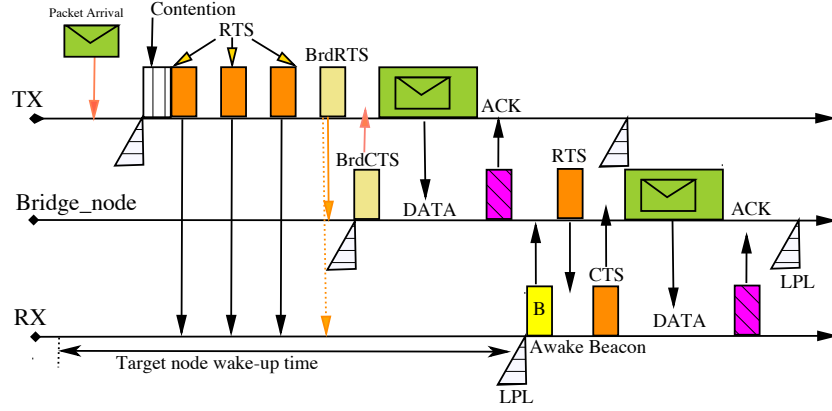 Packet Arrival
Contention
RTS
BrdRTS
TX
ACK
BrdCTS
RTS
Bridge_node
DATA
ACK
CTS
LPL
B
RX
DATA
Awake Beacon
Target node wake-up time
LPL